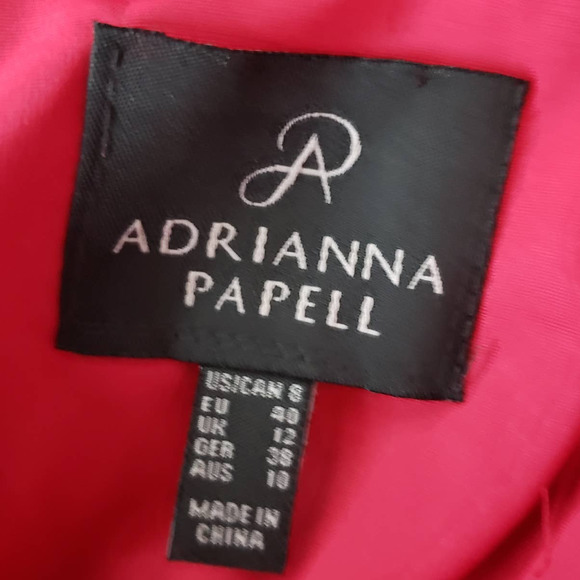 AP
ADRIANNA
PAPELL
US/CAN 8
EU 40
UK 12
GER 38
AUS 10
MADE IN
CHINA